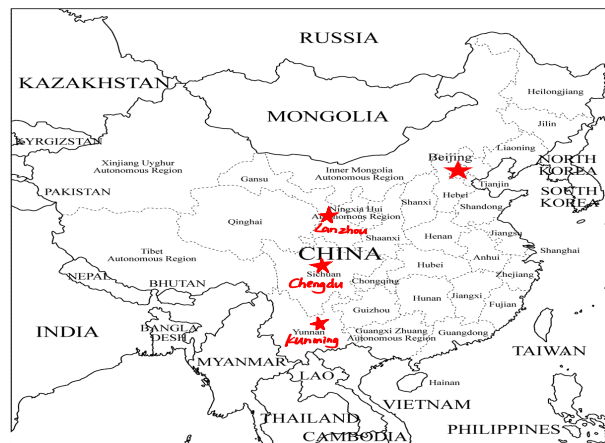 RUSSIA
KAZAKHSTAN
MONGOLIA
Heilongjiang
Jilin
Liaoning
KYRGIZSTAN
Xinjiang Uyghur
Autonomous Region
Gansu
Inner Mongolia
Autonomous Region
Beijing
NORTH
KOREA
PAKISTAN
Tianjin
Hebei
SOUTH
KOREA
Shanxi
Shandong
Ningxia Hui
Autonomous Region
Qinghai
Lanzhou
Shaanxi
Henan
Jiangsu
Tibet
Autonomous Region
CHINA
Shanghai
Anhui
Hubei
NEPAL
Sichuan
Chengdu
Chongqing
Zhejiang
BHUTAN
Hunan
Jiangxi
Fujian
Guizhou
INDIA
BANGLA
DESH
Yunnan
Kunming
Guangxi Zhuang
Autonomous Region
Guangdong
TAIWAN
MYANMAR
LAO
Hainan
VIETNAM
THAILAND
CAMBODIA
PHILIPPINES